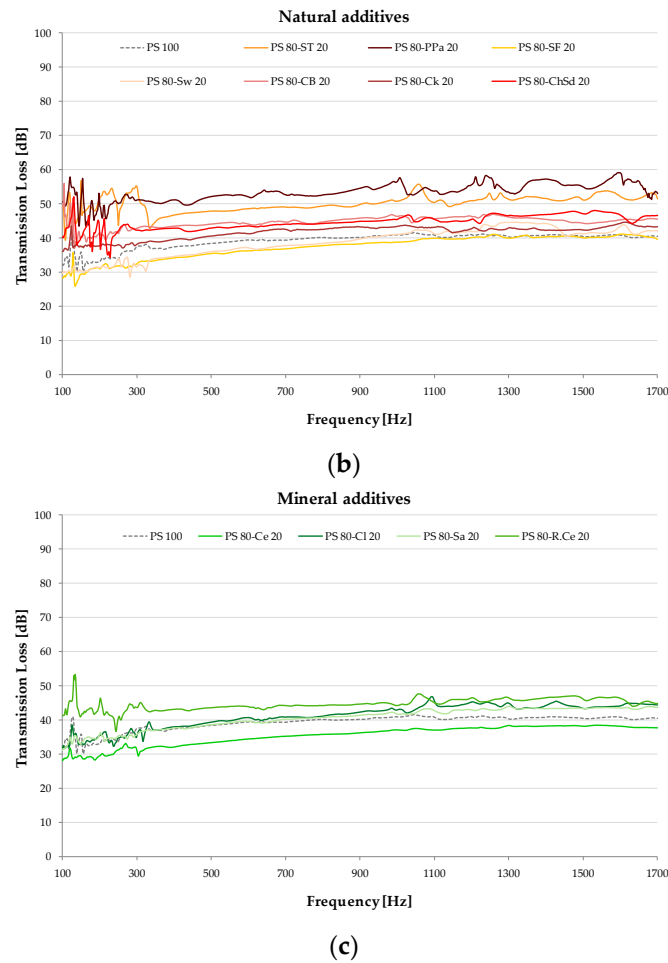 Natural additives
100
PS 100 PS 80-ST 20 PS 80-PPa 20 PS 80-SF 20
90
PS 80-Sw 20 PS 80-CB 20 PS 80-Ck 20 PS 80-ChSd 20
80
70
60
50
40
30
20
10
0
Transmission Loss [dB]
100 300 500 700 900 1100 1300 1500 1700
Frequency [Hz]
(b)
Mineral additives
100
PS 100 PS 80-Ce 20 PS 80-Cl 20 PS 80-Sa 20 PS 80-R.Ce 20
90
80
70
60
50
40
30
20
10
0
Transmission Loss [dB]
100 300 500 700 900 1100 1300 1500 1700
Frequency [Hz]
(c)